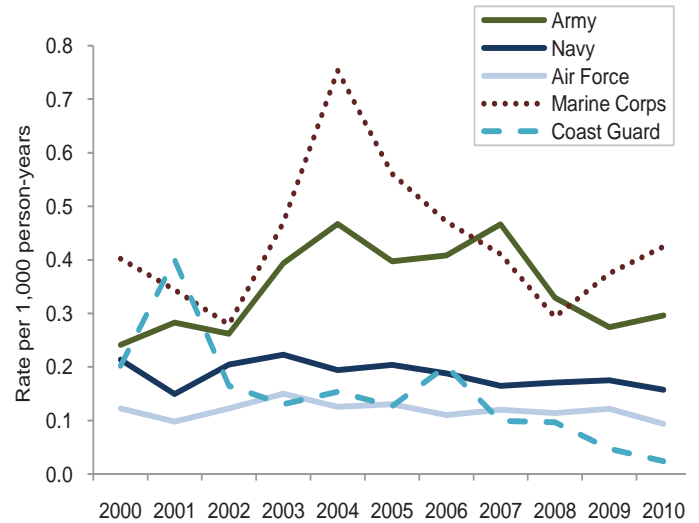 Army
Navy
Air Force
Marine Corps
Coast Guard
Rate per 1,000 person-years
0.8
0.7
0.6
0.5
0.4
0.3
0.2
0.1
0.0
2000 2001 2002 2003 2004 2005 2006 2007 2008 2009 2010